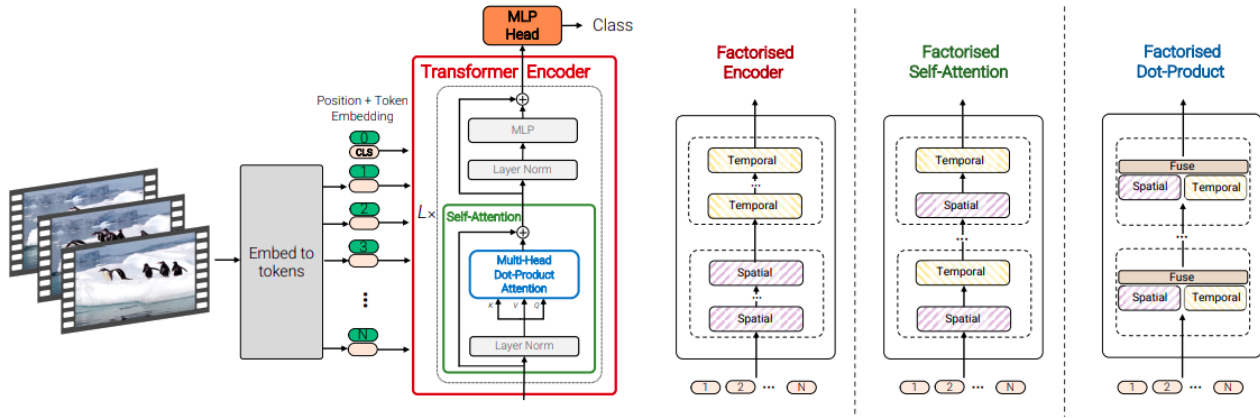 MLP
Head
Class
Transformer Encoder
Position + Token
Embedding
0
CLS
1
2
3
N
Embed to
tokens
L×
MLP
Layer Norm
Self-Attention
Multi-Head
Dot-Product
Attention
K V Q
Layer Norm
Factorised
Encoder
Temporal
...
Temporal
Spatial
...
Spatial
1 2 ... N
Factorised
Self-Attention
Temporal
Spatial
...
Temporal
Spatial
1 2 ... N
Factorised
Dot-Product
Fuse
Spatial Temporal
...
Fuse
Spatial Temporal
1 2 ... N